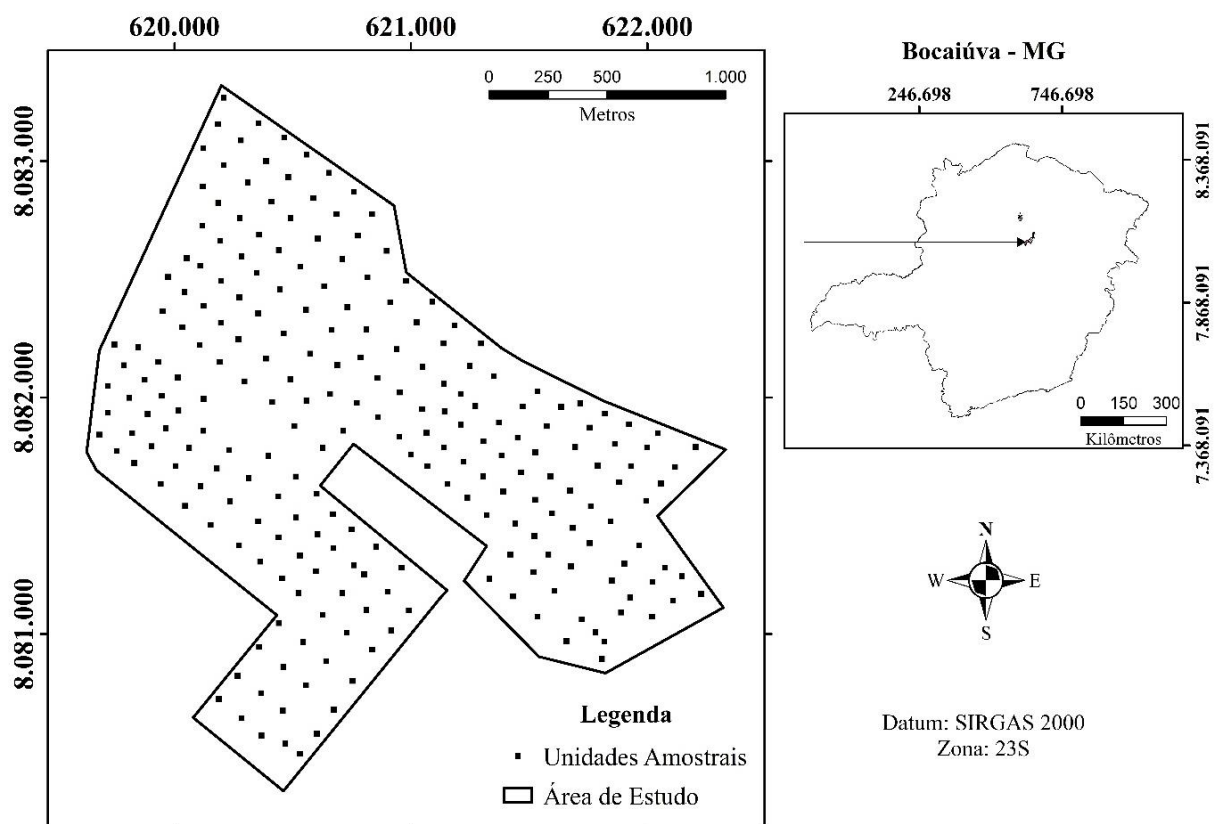 620.000 621.000 622.000
8.083.000
8.082.000
8.081.000
0 250 500 1.000
Metros
Legenda
Unidades Amostrais
Área de Estudo
Bocaiúva - MG
246.698 746.698
8.368.091
7.868.091
7.368.091
0 150 300
Kilômetros
N
W E
S
Datum: SIRGAS 2000
Zona: 23S